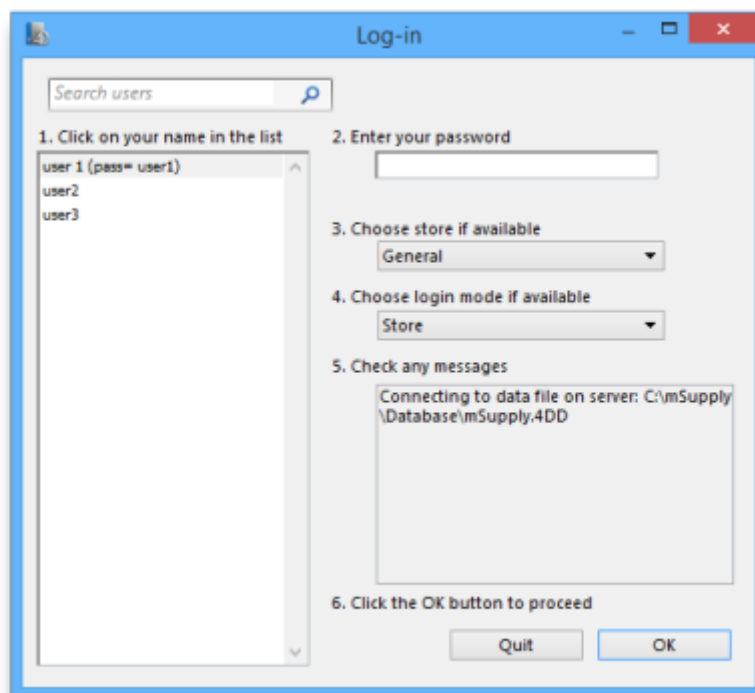 Log-in
Search users
1. Click on your name in the list
user 1 (pass= user1)
user2
user3
2. Enter your password
3. Choose store if available
General
4. Choose login mode if available
Store
5. Check any messages
Connecting to data file on server: C:\mSupply
\Database\mSupply.4DD
6. Click the OK button to proceed
Quit
OK